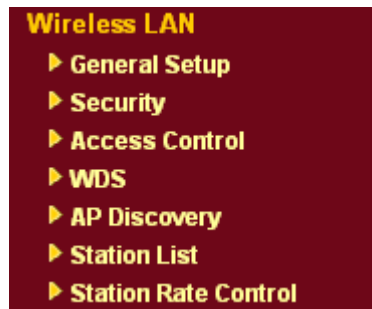 Wireless LAN
General Setup
Security
Access Control
WDS
AP Discovery
Station List
Station Rate Control